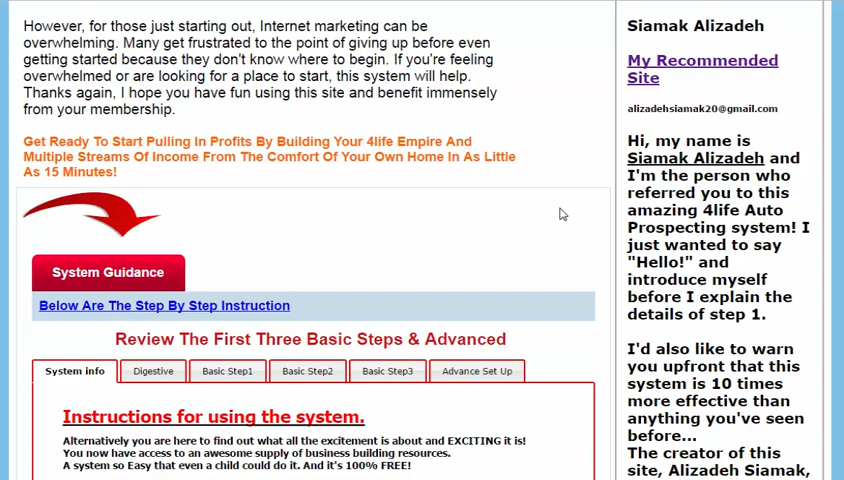 However, for those just starting out, Internet marketing can be
overwhelming. Many get frustrated to the point of giving up before even
getting started because they don't know where to begin. If you're feeling
overwhelmed or are looking for a place to start, this system will help.
Thanks again, I hope you have fun using this site and benefit immensely
from your membership.
Get Ready To Start Pulling In Profits By Building Your 4life Empire And
Multiple Streams Of Income From The Comfort Of Your Own Home In As Little
As 15 Minutes!
System Guidance
Below Are The Step By Step Instruction
Review The First Three Basic Steps & Advanced
System info Digestive Basic Step1 Basic Step2 Basic Step3 Advance Set Up
Instructions for using the system.
Alternatively you are here to find out what all the excitement is about and EXCITING it is!
You now have access to an awesome supply of business building resources.
A system so Easy that even a child could do it. And it's 100% FREE!
Siamak Alizadeh
My Recommended
Site
alizadehsiamak20@gmail.com
Hi, my name is
Siamak Alizadeh and
I'm the person who
referred you to this
amazing 4life Auto
Prospecting system! I
just wanted to say
"Hello!" and
introduce myself
before I explain the
details of step 1.
I'd also like to warn
you upfront that this
system is 10 times
more effective than
anything you've seen
before...
The creator of this
site, Alizadeh Siamak,